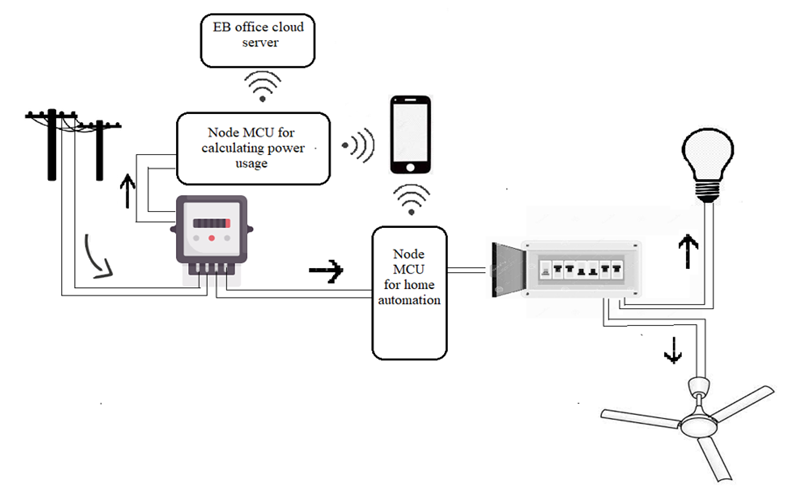 EB office cloud
server
Node MCU for
calculating power
usage
Node
MCU
for home
automation